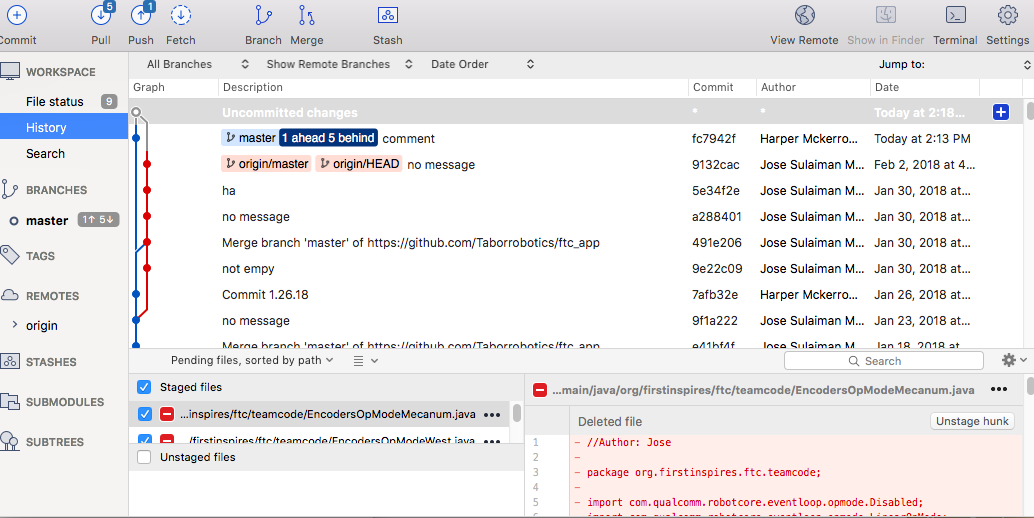 5 1
Commit Pull Push Fetch Branch Merge Stash View Remote Show in Finder Terminal Settings
WORKSPACE
File status 9
History
Search
BRANCHES
master 1↑ 5↓
TAGS
REMOTES
origin
STASHES
SUBMODULES
SUBTREES
All Branches Show Remote Branches Date Order Jump to:
Graph Description Commit Author Date
Uncommitted changes * * Today at 2:18...
master 1 ahead 5 behind comment fc7942f Harper Mckerro... Today at 2:13 PM
origin/master origin/HEAD no message 9132cac Jose Sulaiman M... Feb 2, 2018 at 4...
ha 5e34f2e Jose Sulaiman M... Jan 30, 2018 at...
no message a288401 Jose Sulaiman M... Jan 30, 2018 at...
Merge branch 'master' of https://github.com/Taborrobotics/ftc_app 491e206 Jose Sulaiman M... Jan 30, 2018 at...
not empy 9e22c09 Jose Sulaiman M... Jan 30, 2018 at...
Commit 1.26.18 7afb32e Harper Mckerro... Jan 26, 2018 at...
no message 9f1a222 Jose Sulaiman M... Jan 23, 2018 at...
Merge branch 'master' of https://github.com/Taborrobotics/ftc_app e41bf4f Jose Sulaiman M... Jan 18, 2018 at...
Pending files, sorted by path Search
Staged files
...inspires/ftc/teamcode/EncodersOpModeMecanum.java
/firstinspires/ftc/teamcode/EncodersOpModeWest.java
Unstaged files
...main/java/org/firstinspires/ftc/teamcode/EncodersOpModeMecanum.java
Deleted file Unstage hunk
1 - //Author: Jose
2 -
3 - package org.firstinspires.ftc.teamcode;
4 -
5 - import com.qualcomm.robotcore.eventloop.opmode.Disabled;
6 - import com.qualcomm.robotcore.eventloop.opmode.LinearOpMode;